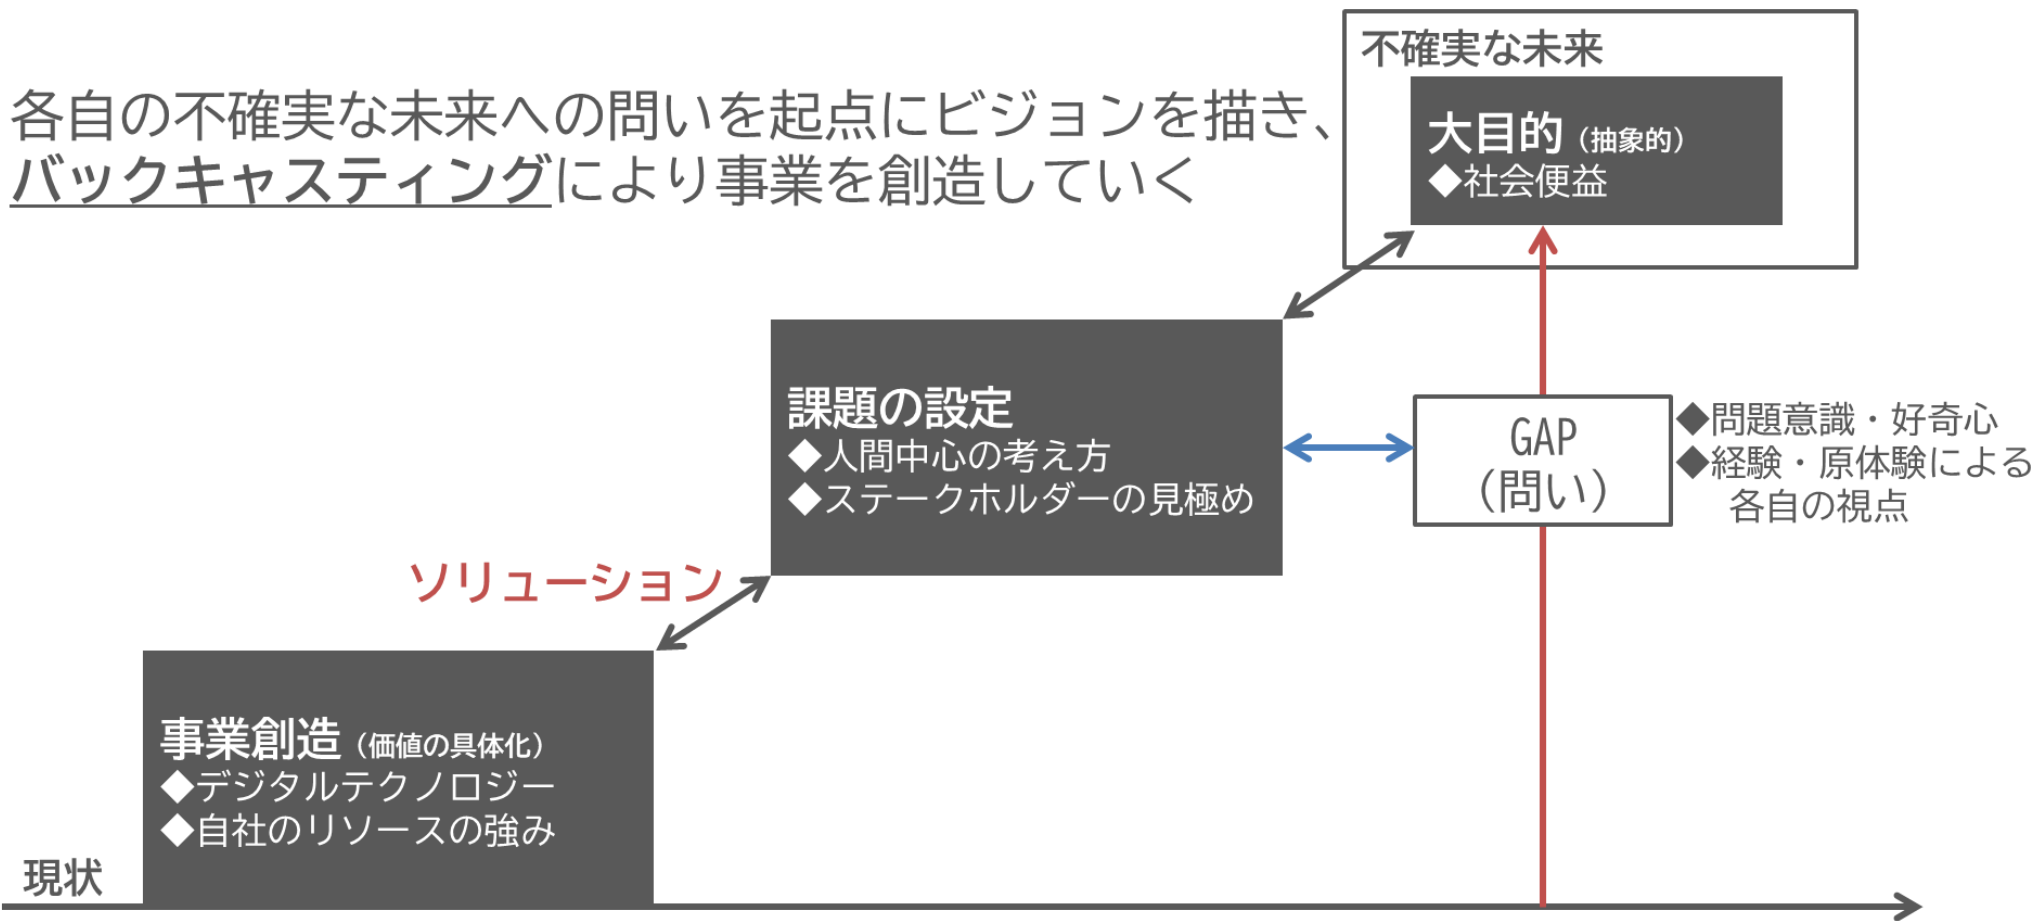 各自の不確実な未来への問いを起点にビジョンを描き、
バックキャスティングにより事業を創造していく
不確実な未来
大目的（抽象的）
◆社会便益
課題の設定
◆人間中心の考え方
◆ステークホルダーの見極め
GAP
（問い）
◆問題意識・好奇心
◆経験・原体験による
各自の視点
ソリューション
事業創造（価値の具体化）
◆デジタルテクノロジー
◆自社のリソースの強み
現状